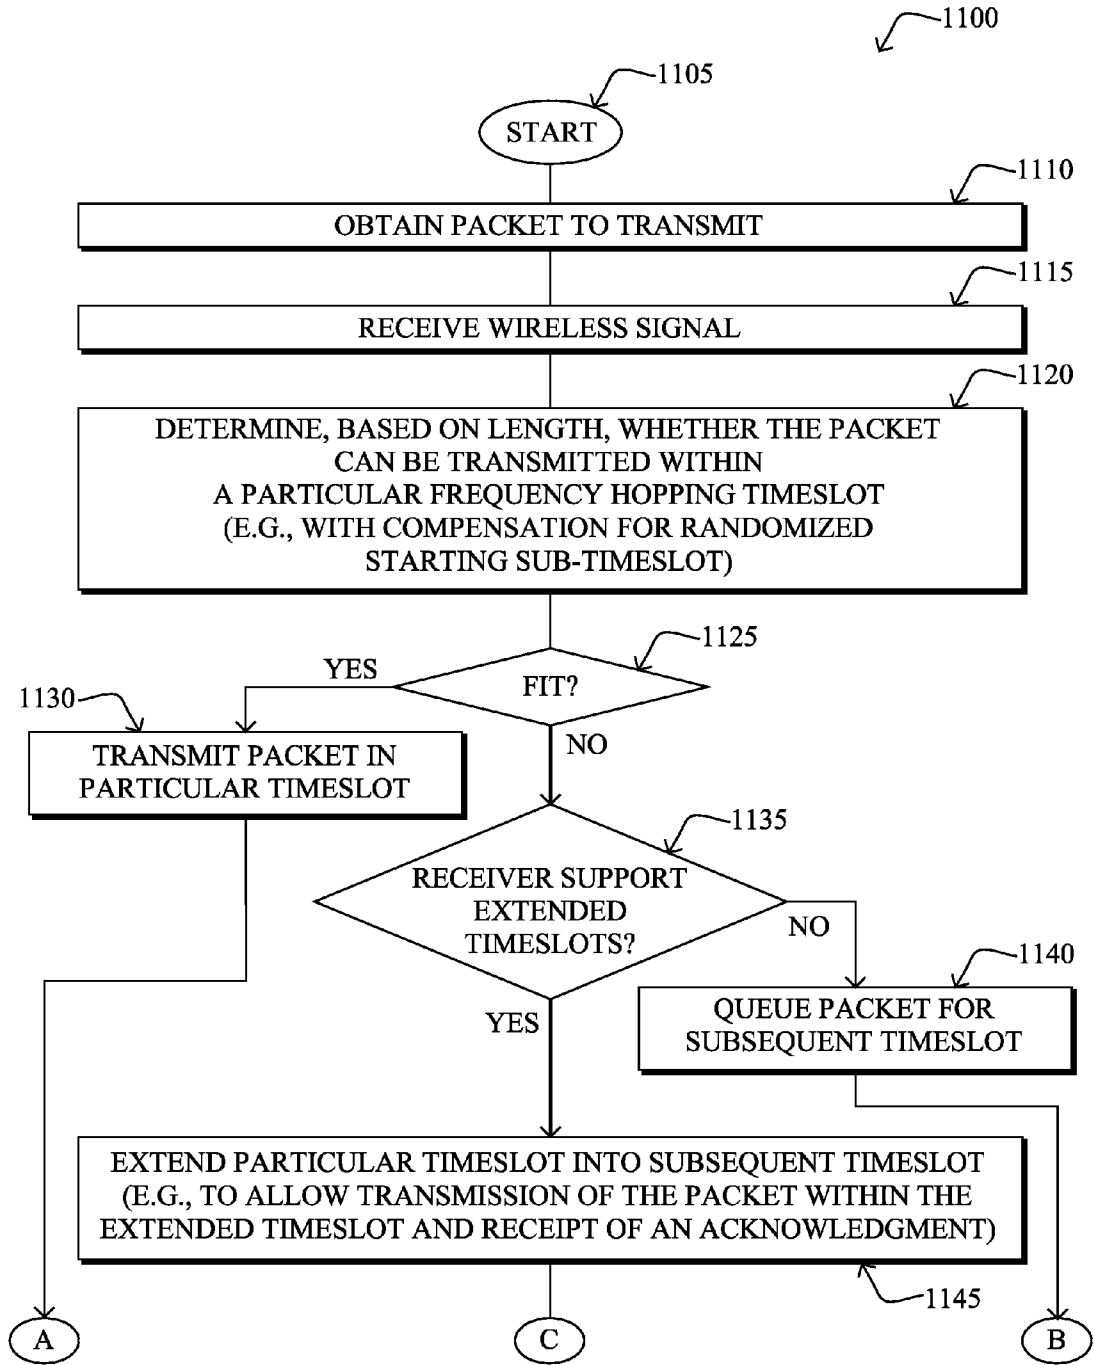 1100
1105
START
1110
OBTAIN PACKET TO TRANSMIT
1115
RECEIVE WIRELESS SIGNAL
1120
DETERMINE, BASED ON LENGTH, WHETHER THE PACKET
CAN BE TRANSMITTED WITHIN
A PARTICULAR FREQUENCY HOPPING TIMESLOT
(E.G., WITH COMPENSATION FOR RANDOMIZED
STARTING SUB-TIMESLOT)
1125
YES
FIT?
1130
NO
TRANSMIT PACKET IN
PARTICULAR TIMESLOT
1135
RECEIVER SUPPORT
EXTENDED
TIMESLOTS?
NO
1140
YES
QUEUE PACKET FOR
SUBSEQUENT TIMESLOT
EXTEND PARTICULAR TIMESLOT INTO SUBSEQUENT TIMESLOT
(E.G., TO ALLOW TRANSMISSION OF THE PACKET WITHIN THE
EXTENDED TIMESLOT AND RECEIPT OF AN ACKNOWLEDGMENT)
1145
A
C
B